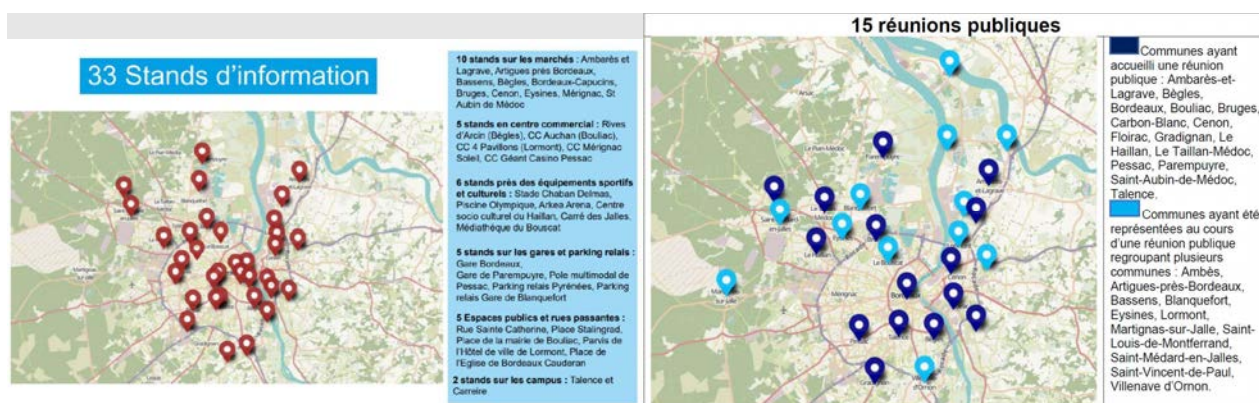 33 Stands d'information
10 stands sur les marchés : Ambarès et
Lagrave, Artigues près Bordeaux,
Bassens, Bègles, Bordeaux-Capucins,
Bruges, Cenon, Eysines, Mérignac, St
Aubin de Médoc
5 stands en centre commercial : Rives
d'Arcin (Bègles), CC Auchan (Bouliac),
CC 4 Pavillons (Lormont), CC Mérignac
Soleil, CC Géant Casino Pessac
6 stands près des équipements sportifs
et culturels : Stade Chaban Delmas,
Piscine Olympique, Arkea Arena, Centre
socio culturel du Haillan, Carré des Jalles,
Médiathèque du Bouscat
5 stands sur les gares et parking relais :
Gare Bordeaux,
Gare de Parempuyre, Pole multimodal de
Pessac, Parking relais Pyrénées, Parking
relais Gare de Blanquefort
5 Espaces publics et rues passantes :
Rue Sainte Catherine, Place Stalingrad,
Place de la mairie de Bouliac, Parvis de
l'Hôtel de ville de Lormont, Place de
l'Eglise de Bordeaux Cauderan
2 stands sur les campus : Talence et
Carreire
15 réunions publiques
Le Pian-Médoc
Parempuyre
Mérignac
Cenon
Talence
Communes ayant
accueilli une réunion
publique : Ambarès-et-
Lagrave, Bègles,
Bordeaux, Bouliac, Bruges,
Carbon-Blanc, Cenon,
Floirac, Gradignan, Le
Haillan, Le Taillan-Médoc,
Pessac, Parempuyre,
Saint-Aubin-de-Médoc,
Talence.
Communes ayant été
représentées au cours
d'une réunion publique
regroupant plusieurs
communes : Ambès,
Artigues-près-Bordeaux,
Bassens, Blanquefort,
Eysines, Lormont,
Martignas-sur-Jalle, Saint-
Louis-de-Montferrand,
Saint-Médard-en-Jalles,
Saint-Vincent-de-Paul,
Villenave d'Ornon.